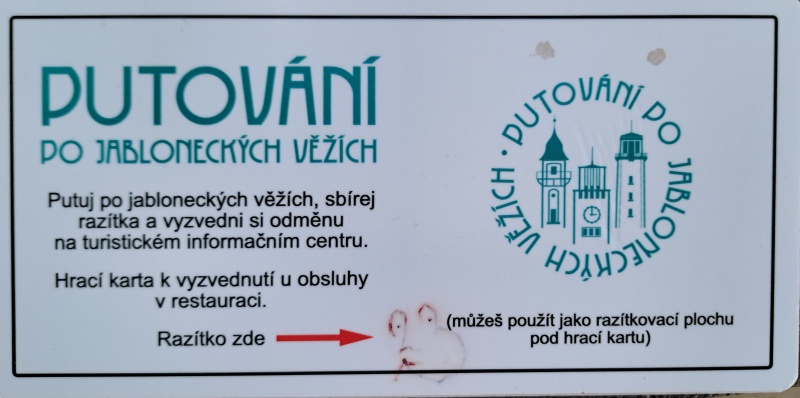 PUTOVÁNÍ
PO JABLONECKÝCH VĚŽÍCH
Putuj po jabloneckých věžích, sbírej
razítka a vyzvedni si odměnu
na turistickém informačním centru.
Hrací karta k vyzvednutí u obsluhy
v restauraci.
Razítko zde
PUTOVÁNÍ PO JABLONECKÝCH VĚŽÍCH •
(můžeš použít jako razítkovací plochu
pod hrací kartu)